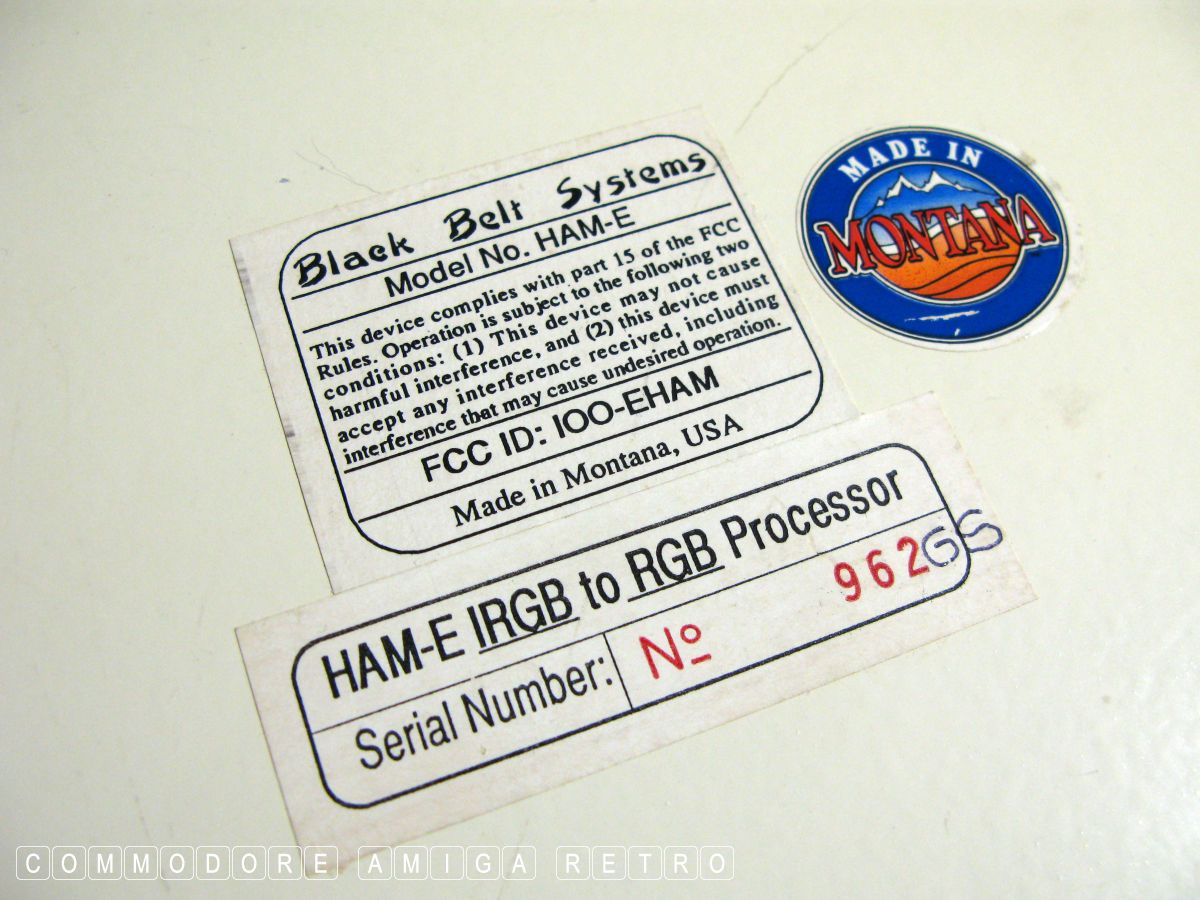 Black Belt Systems
Model No. HAM-E
This device complies with part 15 of the FCC
Rules. Operation is subject to the following two
conditions: (1) This device may not cause
harmful interference, and (2) this device must
accept any interference received, including
interference that may cause undesired operation.
FCC ID: IOO-EHAM
Made in Montana, USA
MADE IN
MONTANA
HAM-E IRGB to RGB Processor
Serial Number: Nº 962GS
COMMODORE AMIGA RETRO